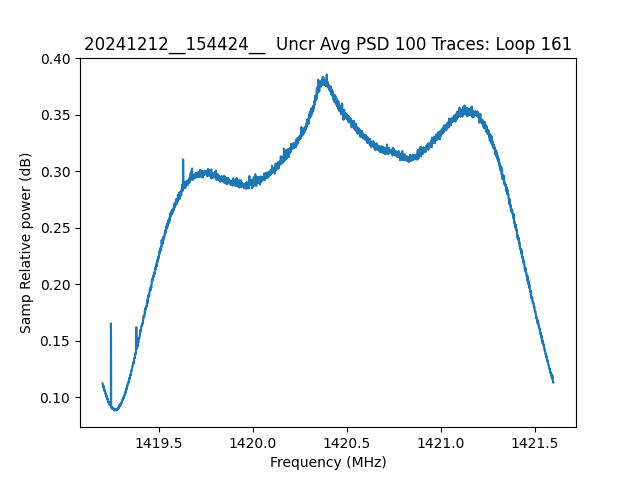 20241212__154424__ Uncr Avg PSD 100 Traces: Loop 161
0.40
0.35
0.30
0.25
0.20
0.15
0.10
Samp Relative power (dB)
1419.5 1420.0 1420.5 1421.0 1421.5
Frequency (MHz)